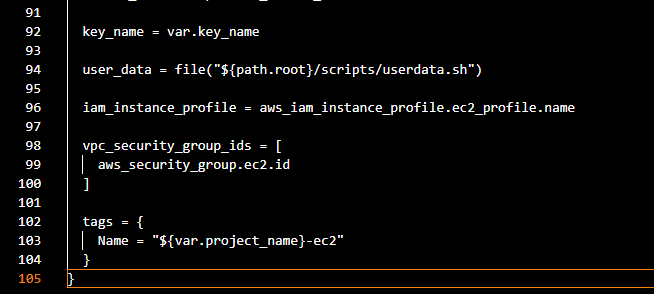 91
92 key_name = var.key_name
93
94 user_data = file("${path.root}/scripts/userdata.sh")
95
96 iam_instance_profile = aws_iam_instance_profile.ec2_profile.name
97
98 vpc_security_group_ids = [
99 aws_security_group.ec2.id
100 ]
101
102 tags = {
103 Name = "${var.project_name}-ec2"
104 }
105 }